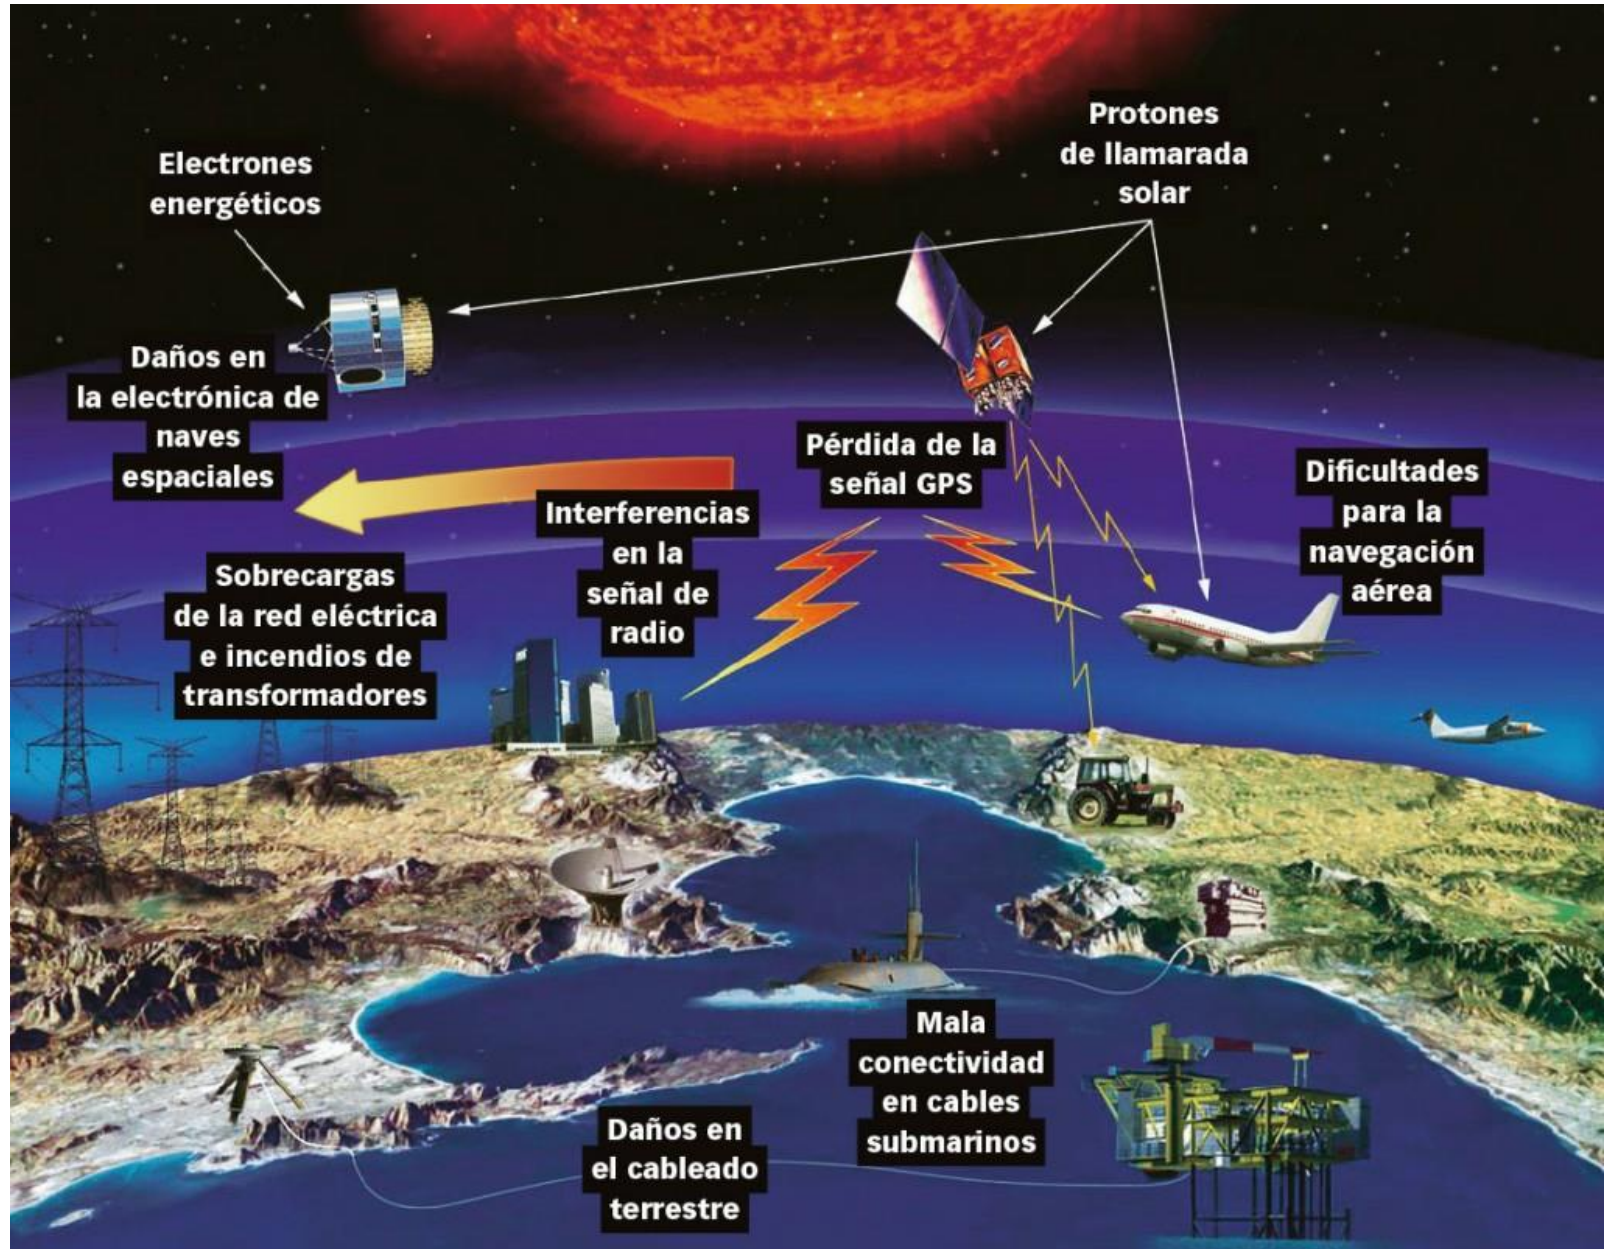 Protones
de llamarada
solar
Electrones
energéticos
Daños en
la electrónica de
naves
espaciales
Pérdida de la
señal GPS
Dificultades
para la
navegación
aérea
Interferencias
en la
señal de
radio
Sobrecargas
de la red eléctrica
e incendios de
transformadores
Mala
conectividad
en cables
submarinos
Daños en
el cableado
terrestre